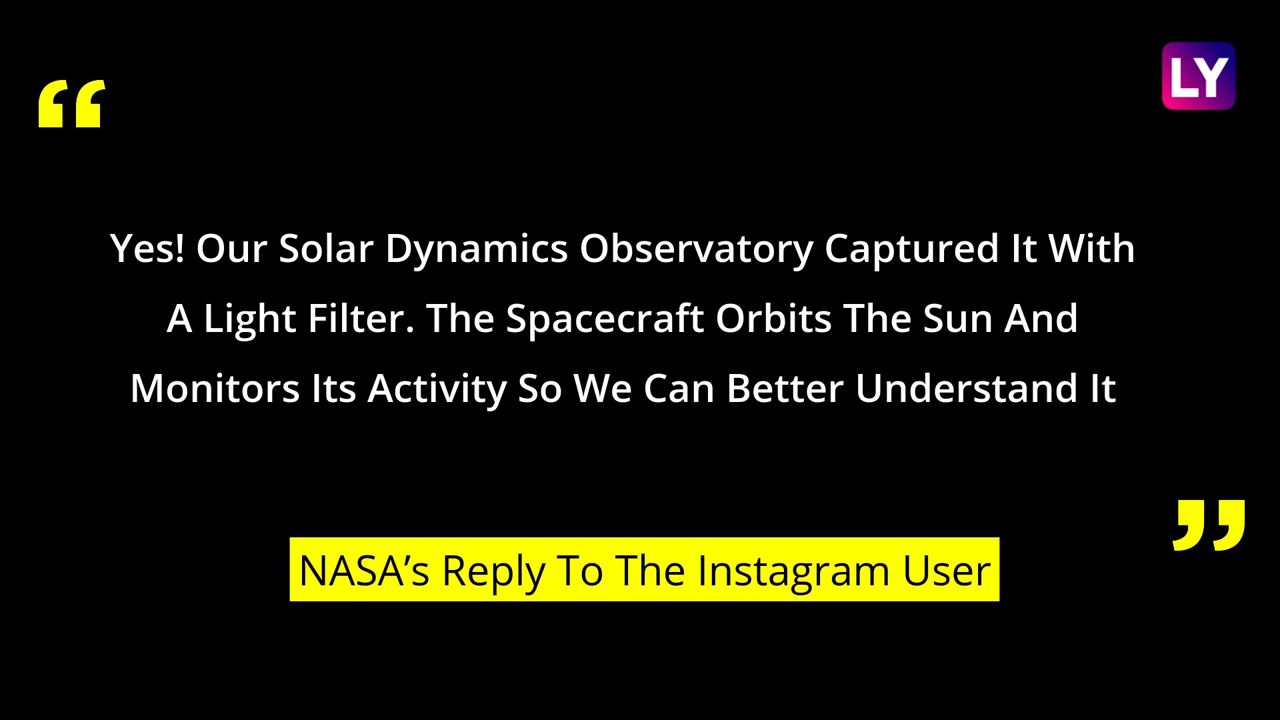 “
LY
Yes! Our Solar Dynamics Observatory Captured It With
A Light Filter. The Spacecraft Orbits The Sun And
Monitors Its Activity So We Can Better Understand It
”
NASA’s Reply To The Instagram User